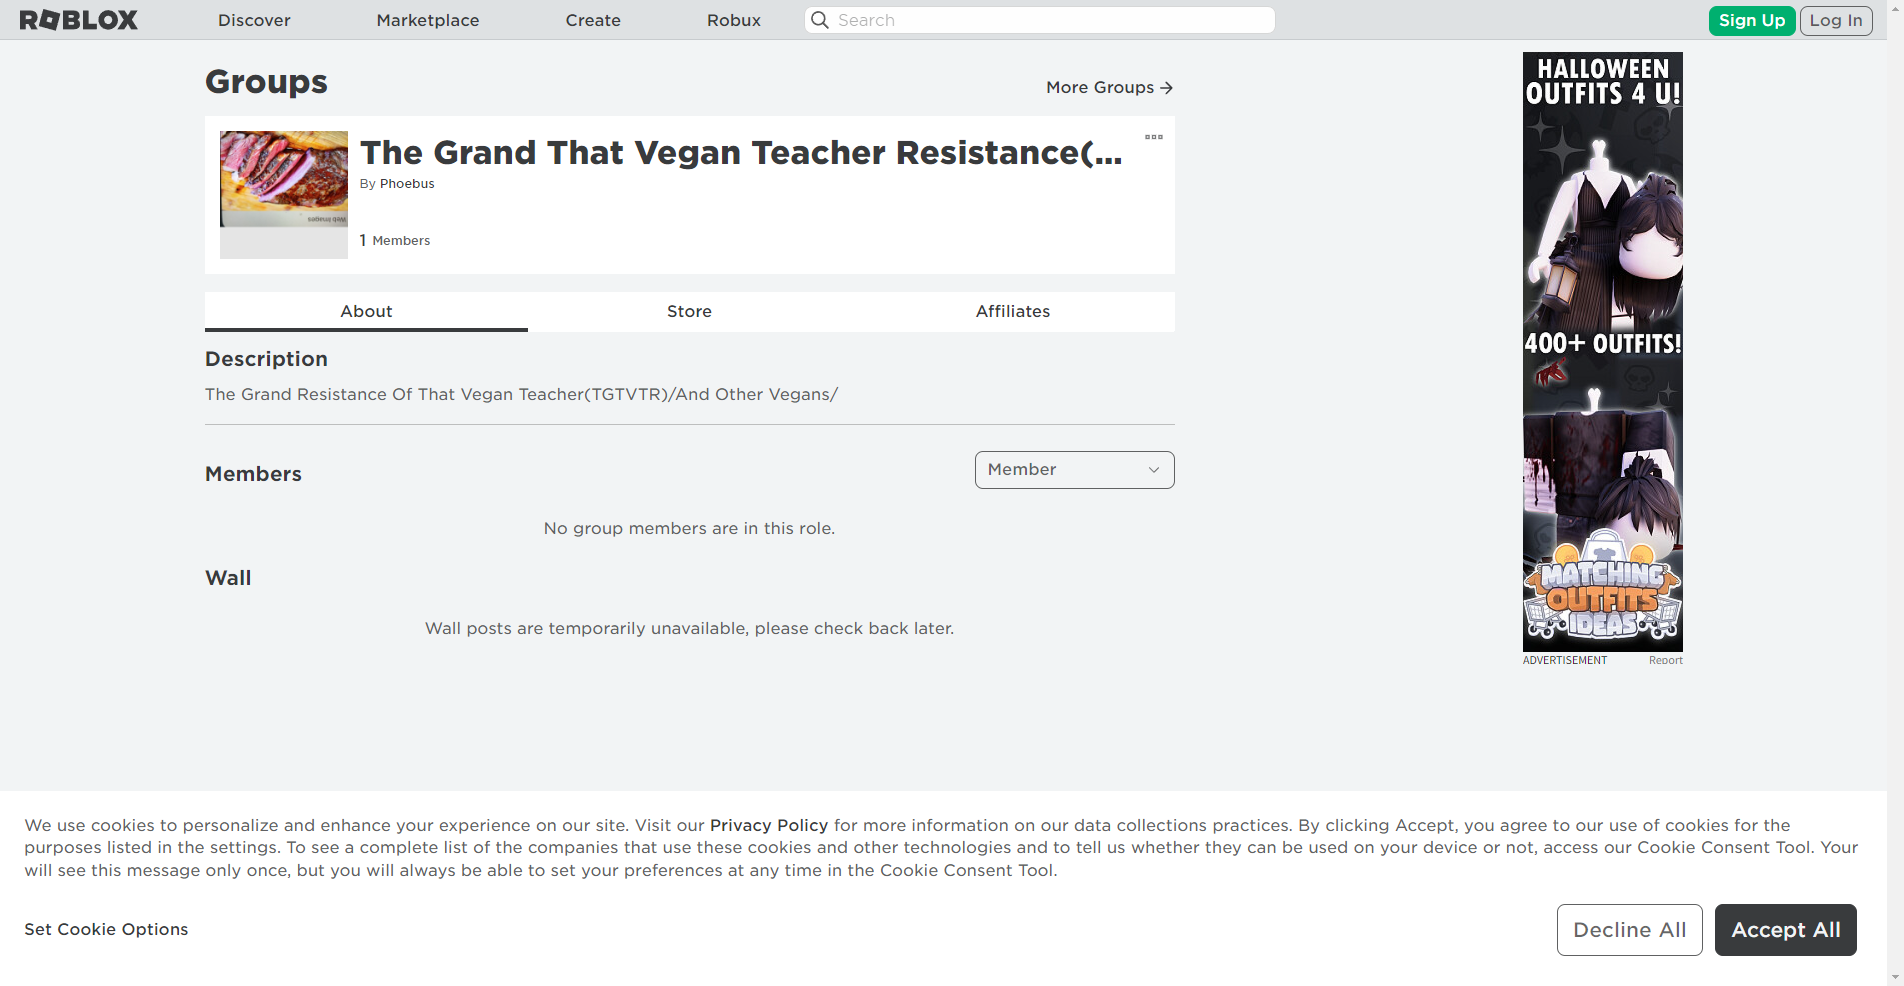 ROBLOX
Discover
Marketplace
Create
Robux
Search
Sign Up
Log In
Groups
More Groups
The Grand That Vegan Teacher Resistance(...
By Phoebus
Web Images
1 Members
About
Store
Affiliates
Description
The Grand Resistance Of That Vegan Teacher(TGTVTR)/And Other Vegans/
Members
Member
No group members are in this role.
Wall
Wall posts are temporarily unavailable, please check back later.
HALLOWEEN
OUTFITS 4 U!
400+ OUTFITS!
MATCHING
OUTFITS
IDEAS
ADVERTISEMENT
Report
We use cookies to personalize and enhance your experience on our site. Visit our Privacy Policy for more information on our data collections practices. By clicking Accept, you agree to our use of cookies for the
purposes listed in the settings. To see a complete list of the companies that use these cookies and other technologies and to tell us whether they can be used on your device or not, access our Cookie Consent Tool. Your
will see this message only once, but you will always be able to set your preferences at any time in the Cookie Consent Tool.
Set Cookie Options
Decline All
Accept All